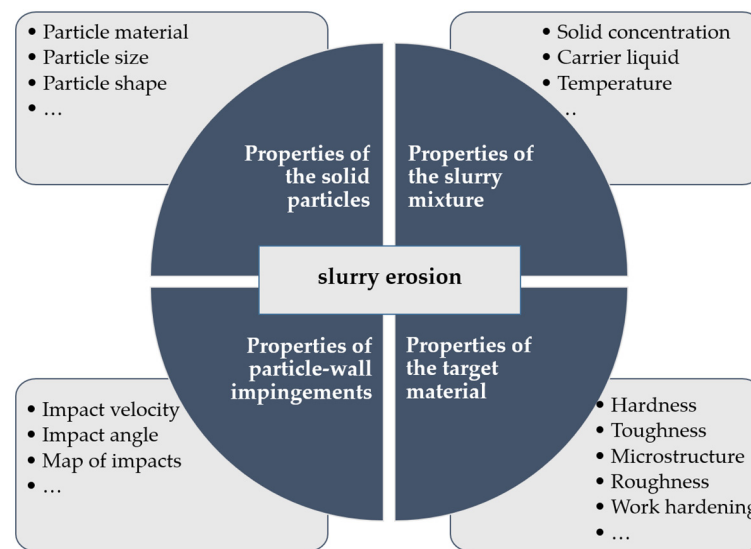 • Particle material
• Particle size
• Particle shape
• …
• Solid concentration
• Carrier liquid
• Temperature
..
Properties of
the solid
particles
Properties of
the slurry
mixture
slurry erosion
Properties of
particle-wall
impingements
Properties of
the target
material
• Impact velocity
• Impact angle
• Map of impacts
• …
• Hardness
• Toughness
• Microstructure
• Roughness
• Work hardening
• …